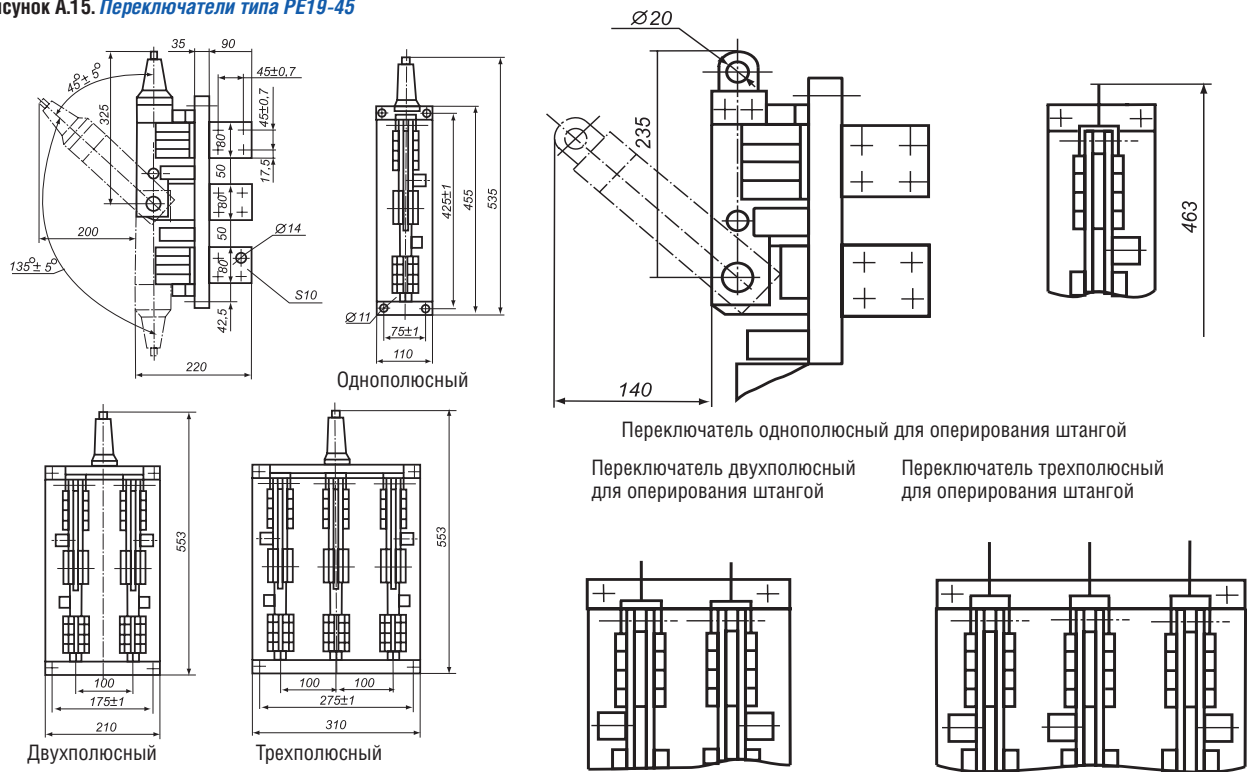 исунок А.15. Переключатели типа РЕ19-45
35
90
45°± 5°
325
45±0,7
45±0,7
80
17,5
50
80
50
80
200
135°± 5°
Ø14
S10
42,5
220
425±1
455
535
Ø11
75±1
110
Однополюсный
Ø20
235
140
463
Переключатель однополюсный для оперирования штангой
Переключатель двухполюсный
для оперирования штангой
Переключатель трехполюсный
для оперирования штангой
553
100
175±1
210
Двухполюсный
553
100
100
275±1
310
Трехполюсный